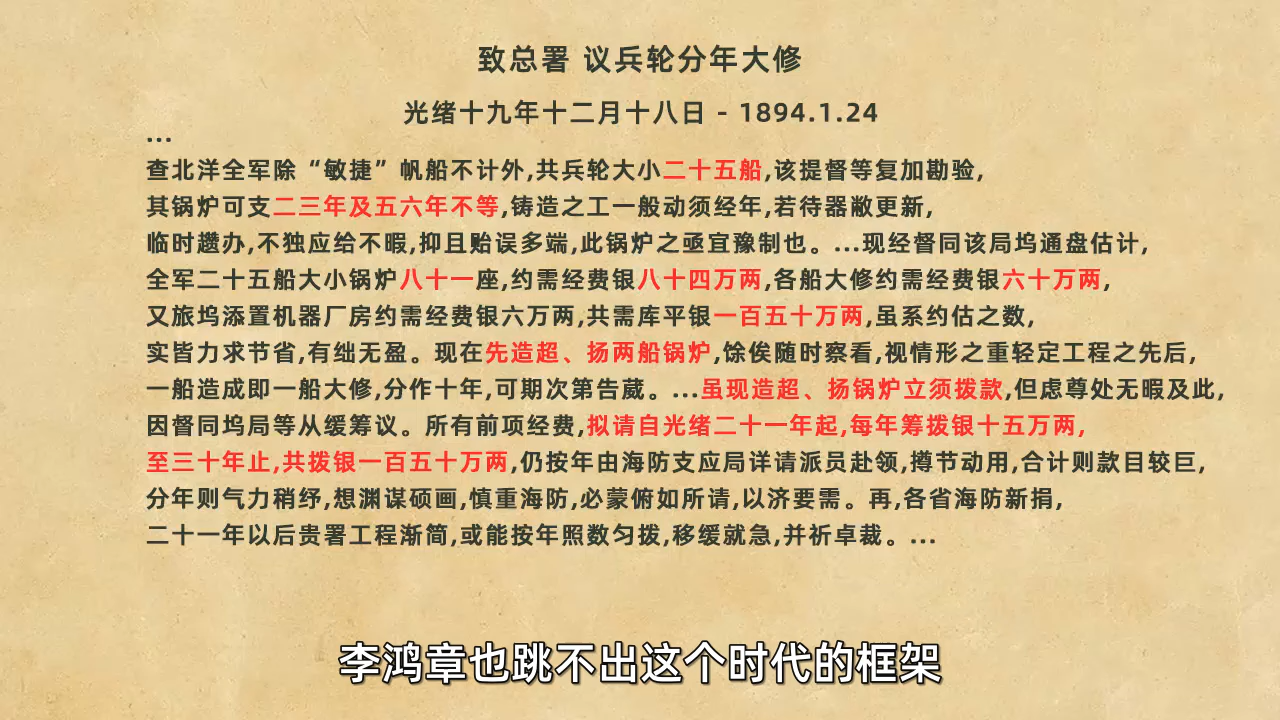 致总署 议兵轮分年大修
光绪十九年十二月十八日 - 1894.1.24
...
查北洋全军除“敏捷”帆船不计外,共兵轮大小二十五船,该提督等复加勘验,
其锅炉可支二三年及五六年不等,铸造之工一般动须经年,若待器敝更新,
临时趱办,不独应给不暇,抑且贻误多端,此锅炉之亟宜豫制也。...现经督同该局坞通盘估计,
全军二十五船大小锅炉八十一座,约需经费银八十四万两,各船大修约需经费银六十万两,
又旅坞添置机器厂房约需经费银六万两,共需库平银一百五十万两,虽系约估之数,
实皆力求节省,有绌无盈。现在先造超、扬两船锅炉,馀俟随时察看,视情形之重轻定工程之先后,
一船造成即一船大修,分作十年,可期次第告蒇。...虽现造超、扬锅炉立须拨款,但虑尊处无暇及此,
因督同坞局等从缓筹议。所有前项经费,拟请自光绪二十一年起,每年筹拨银十五万两,
至三十年止,共拨银一百五十万两,仍按年由海防支应局详请派员赴领,撙节动用,合计则款目较巨,
分年则气力稍纾,想渊谋硕画,慎重海防,必蒙俯如所请,以济要需。再,各省海防新捐,
二十一年以后贵署工程渐简,或能按年照数匀拨,移缓就急,并祈卓裁。...
李鸿章也跳不出这个时代的框架